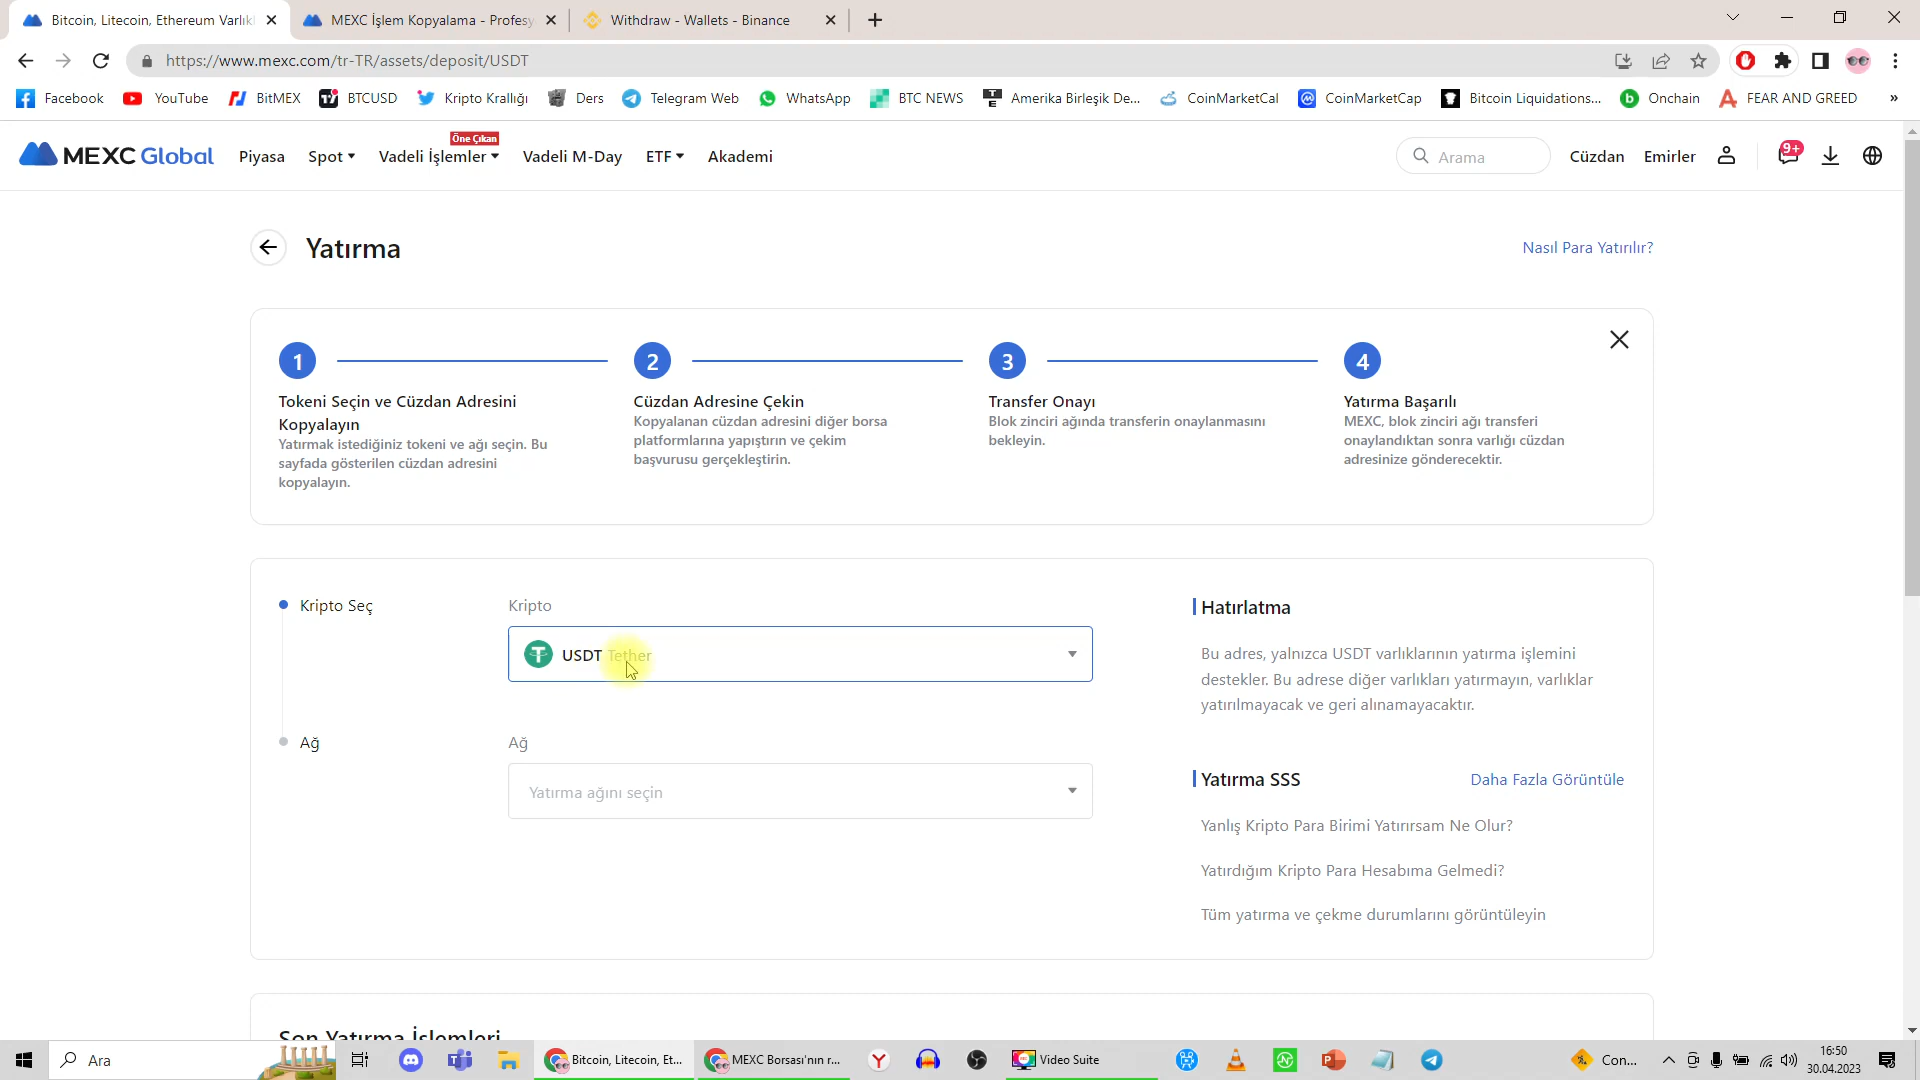 Bitcoin, Litecoin, Ethereum Varlık
MEXC İşlem Kopyalama - Profesy
Withdraw - Wallets - Binance
https://www.mexc.com/tr-TR/assets/deposit/USDT
Facebook
YouTube
BitMEX
BTCUSD
Kripto Krallığı
Ders
Telegram Web
WhatsApp
BTC NEWS
Amerika Birleşik De...
CoinMarketCal
CoinMarketCap
Bitcoin Liquidations...
Onchain
FEAR AND GREED
»
MEXC Global
Piyasa
Spot
Öne Çıkan
Vadeli İşlemler
Vadeli M-Day
ETF
Akademi
Arama
Cüzdan
Emirler
9+
Yatırma
Nasıl Para Yatırılır?
1
2
3
4
Tokeni Seçin ve Cüzdan Adresini
Kopyalayın
Yatırmak istediğiniz tokeni ve ağı seçin. Bu
sayfada gösterilen cüzdan adresini
kopyalayın.
Cüzdan Adresine Çekin
Kopyalanan cüzdan adresini diğer borsa
platformlarına yapıştırın ve çekim
başvurusu gerçekleştirin.
Transfer Onayı
Blok zinciri ağında transferin onaylanmasını
bekleyin.
Yatırma Başarılı
MEXC, blok zinciri ağı transferi
onaylandıktan sonra varlığı cüzdan
adresinize gönderecektir.
Kripto Seç
Kripto
USDT Tether
Ağ
Ağ
Yatırma ağını seçin
Hatırlatma
Bu adres, yalnızca USDT varlıklarının yatırma işlemini
destekler. Bu adrese diğer varlıkları yatırmayın, varlıklar
yatırılmayacak ve geri alınamayacaktır.
Yatırma SSS
Daha Fazla Görüntüle
Yanlış Kripto Para Birimi Yatırırsam Ne Olur?
Yatırdığım Kripto Para Hesabıma Gelmedi?
Tüm yatırma ve çekme durumlarını görüntüleyin
Son Yatırma İşlemleri
Ara
Bitcoin, Litecoin, Et...
MEXC Borsası'nın r...
Video Suite
Con...
16:50
30.04.2023